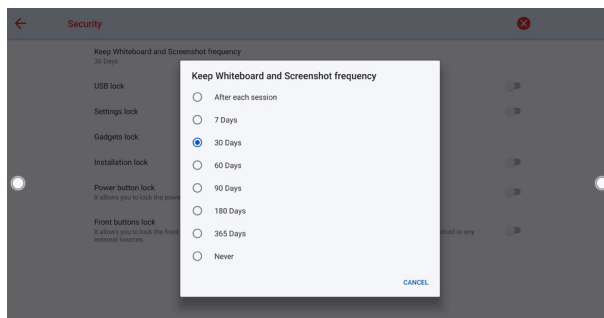 Security
Keep Whiteboard and Screenshot frequency
30 Days
USB lock
Settings lock
Gadgets lock
Installation lock
Power button lock
It allows you to lock the powe
Front buttons lock
It allows you to lock the front
droid or any
external sources.
Keep Whiteboard and Screenshot frequency
After each session
7 Days
30 Days
60 Days
90 Days
180 Days
365 Days
Never
CANCEL